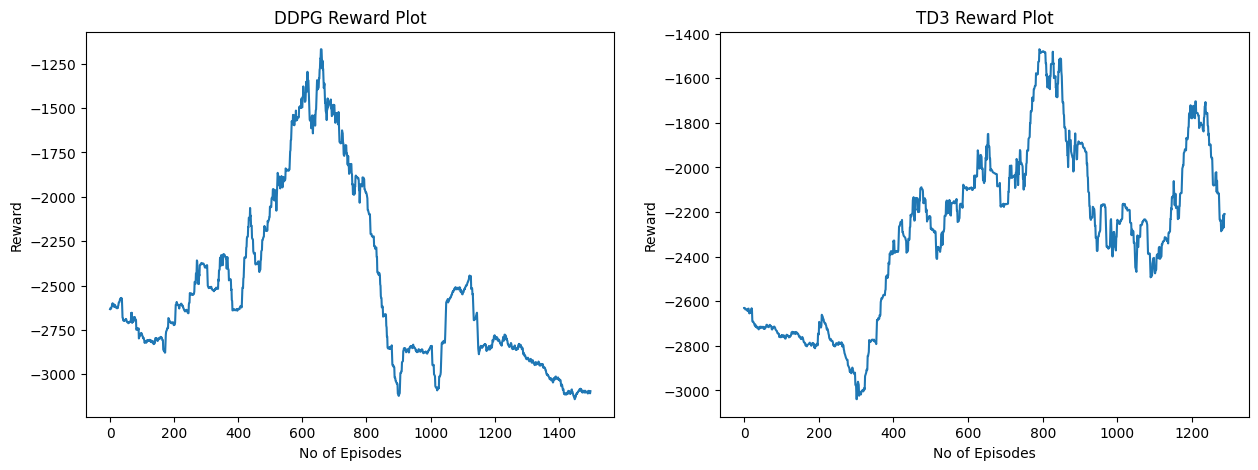 DDPG Reward Plot
Reward
−1250
−1500
−1750
−2000
−2250
−2500
−2750
−3000
0 200 400 600 800 1000 1200 1400
No of Episodes
TD3 Reward Plot
Reward
−1400
−1600
−1800
−2000
−2200
−2400
−2600
−2800
−3000
0 200 400 600 800 1000 1200
No of Episodes